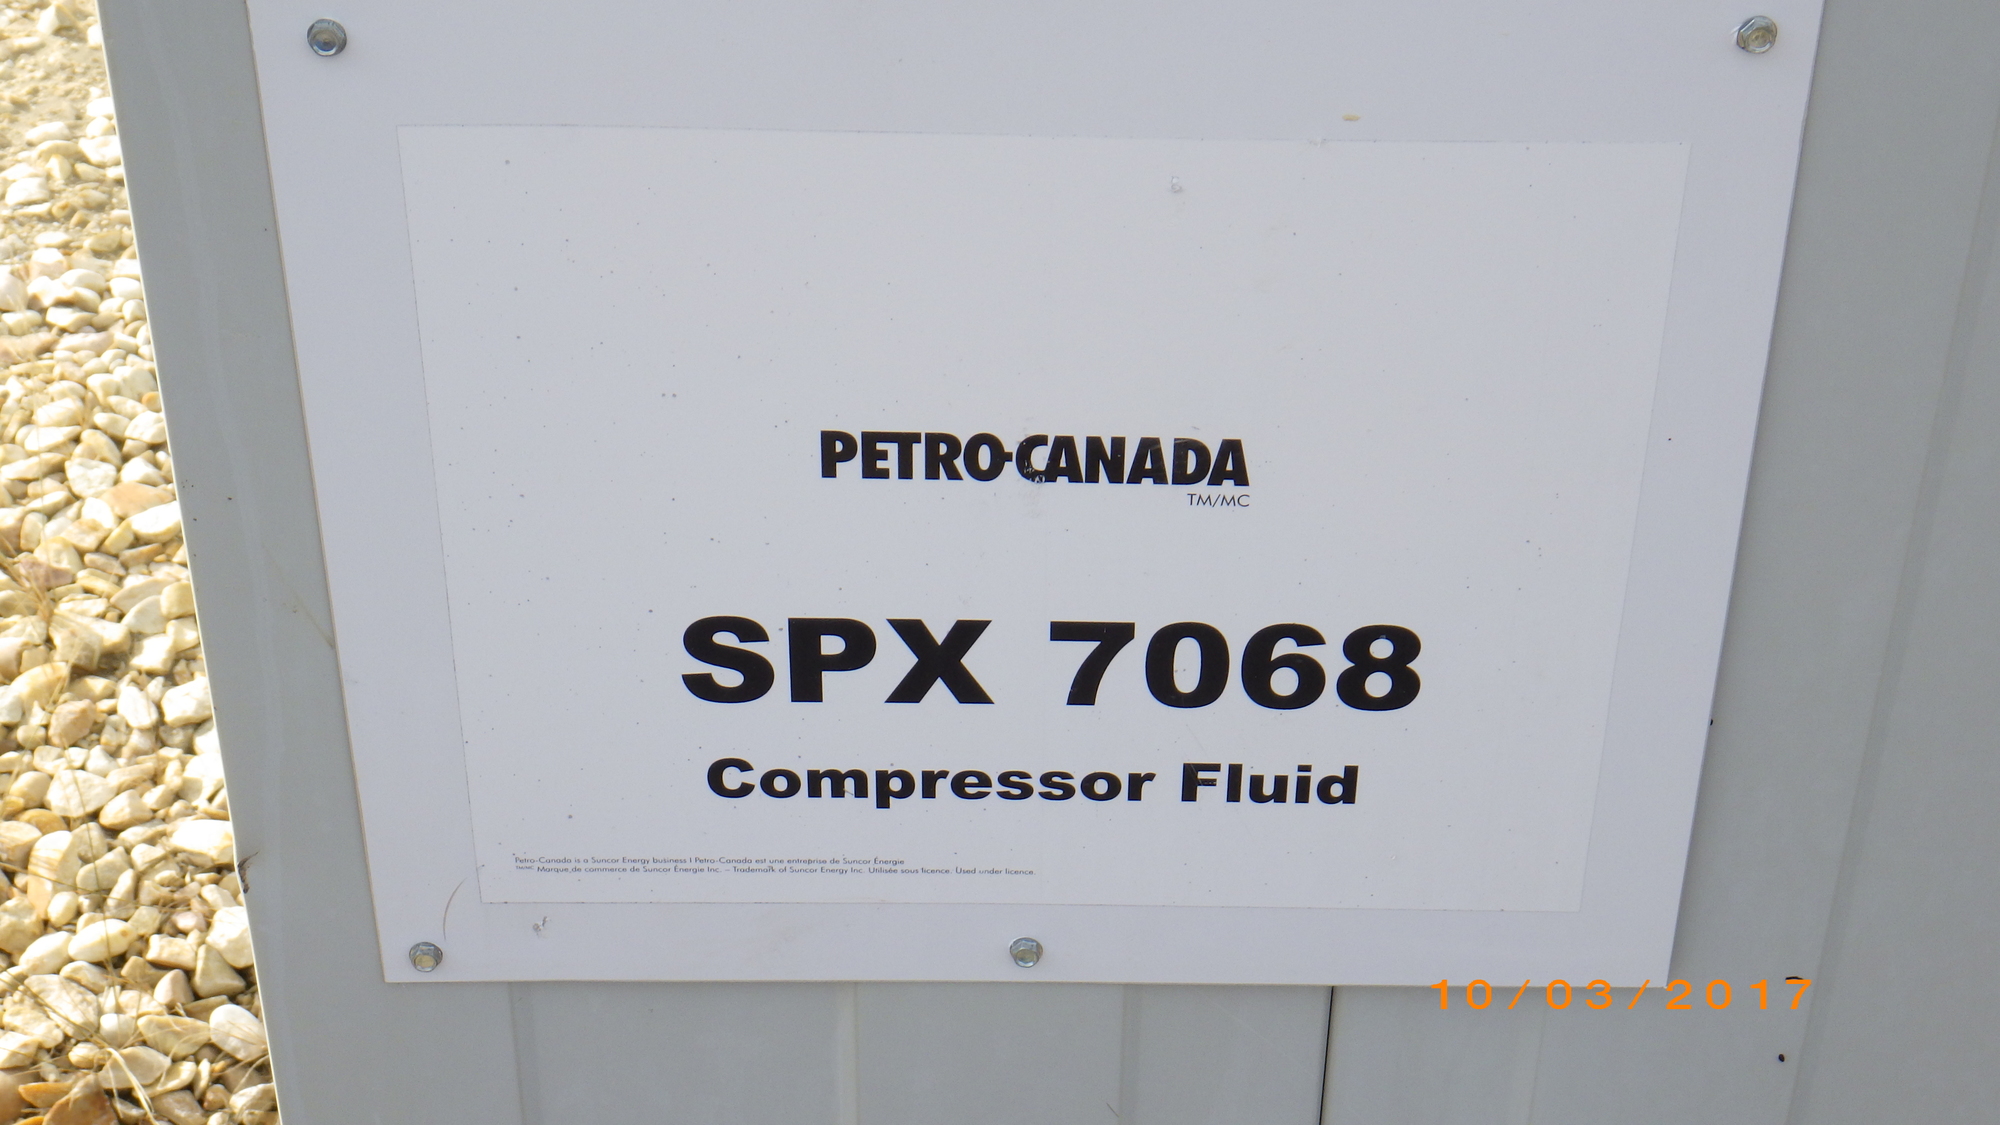 PETRO-CANADA
TM/MC
SPX 7068
Compressor Fluid
Petro-Canada is a Suncor Energy business | Petro-Canada est une entreprise de Suncor Énergie
TM/MC Marque de commerce de Suncor Énergie Inc. – Trademark of Suncor Energy Inc. Utilisée sous licence. Used under licence.
10/03/2017